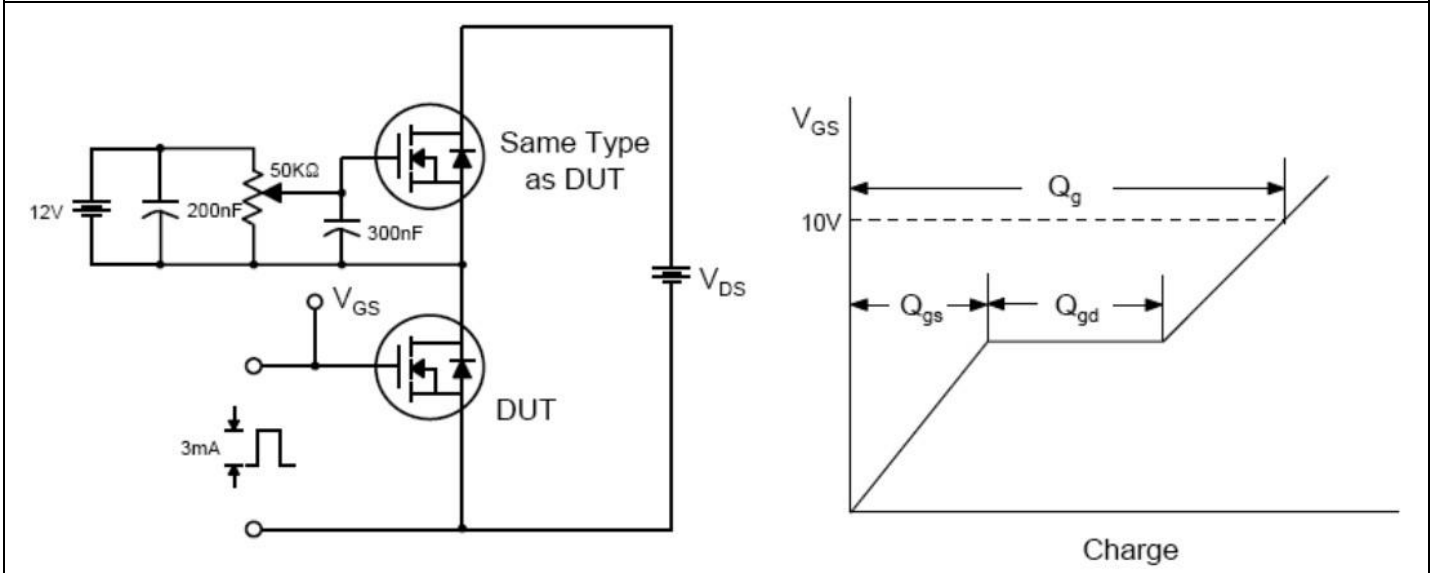 Same Type
as DUT
50KΩ
12V
200nF
300nF
V_DS
V_GS
DUT
3mA
V_GS
Q_g
10V
Q_gs
Q_gd
Charge